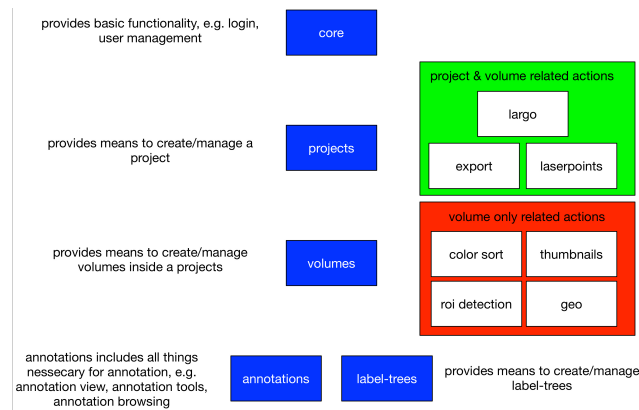 provides basic functionality, e.g. login,
user management
core
project & volume related actions
largo
provides means to create/manage a
project
projects
export
laserpoints
volume only related actions
provides means to create/manage
volumes inside a projects
volumes
color sort
thumbnails
roi detection
geo
annotations includes all things
nessecary for annotation, e.g.
annotation view, annotation tools,
annotation browsing
annotations
label-trees
provides means to create/manage
label-trees